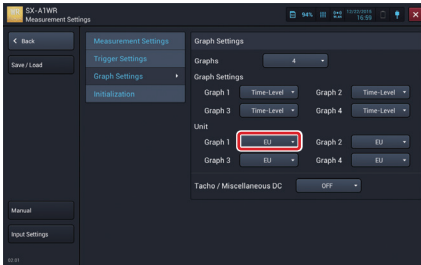 SX-A1WR
Measurement Settings
94%
12/23/2019
16:59
Back
Save / Load
Manual
Input Settings
Measurement Settings
Trigger Settings
Graph Settings
Initialization
Graph Settings
Graphs 4
Graph Settings
Graph 1 Time-Level Graph 2 Time-Level
Graph 3 Time-Level Graph 4 Time-Level
Unit
Graph 1 EU Graph 2 EU
Graph 3 EU Graph 4 EU
Tacho / Miscellaneous DC OFF